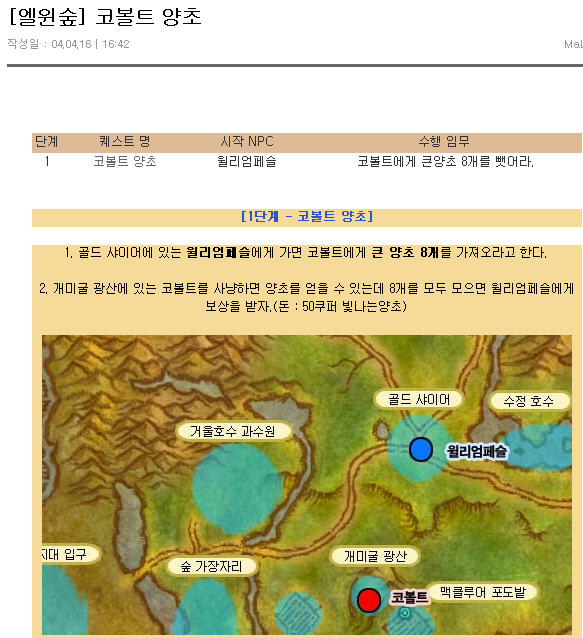 [엘윈숲] 코볼트 양초
작성일 : 04.04.16 | 16:42
단계 퀘스트 명 시작 NPC 수행 임무
1 코볼트 양초 윌리엄페슬 코볼트에게 큰양초 8개를 뺏어라.
[1단계 - 코볼트 양초]
1. 골드 샤이어에 있는 윌리엄페슬에게 가면 코볼트에게 큰 양초 8개를 가져오라고 한다.
2. 개미굴 광산에 있는 코볼트를 사냥하면 양초를 얻을 수 있는데 8개를 모두 모으면 윌리엄페슬에게
보상을 받자.(돈 : 50쿠퍼 빛나는양초)
골드 샤이어
수정 호수
거울호수 과수원
윌리엄페슬
지대 입구
숲 가장자리
개미굴 광산
코볼트
맥클루어 포도밭